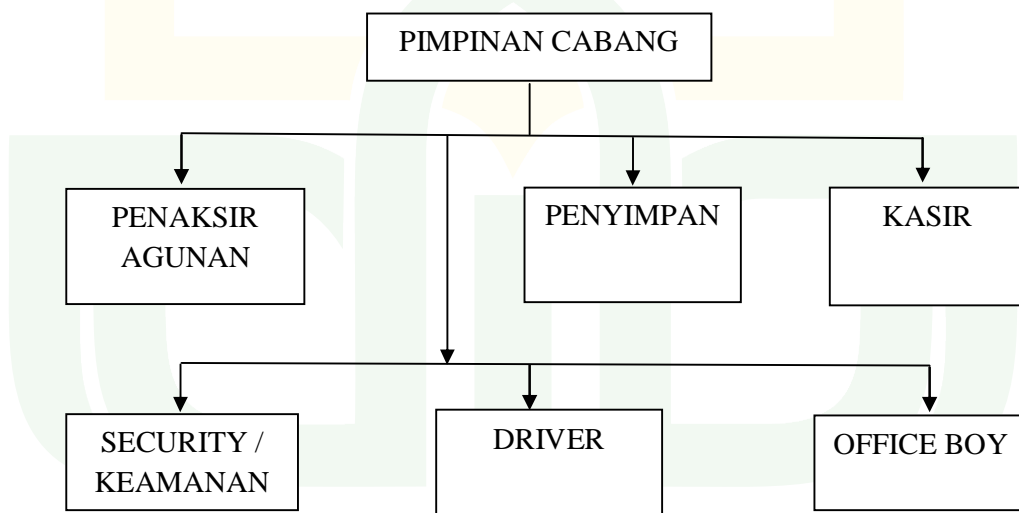 PIMPINAN CABANG
PENAKSIR
AGUNAN
PENYIMPAN
KASIR
SECURITY /
KEAMANAN
DRIVER
OFFICE BOY